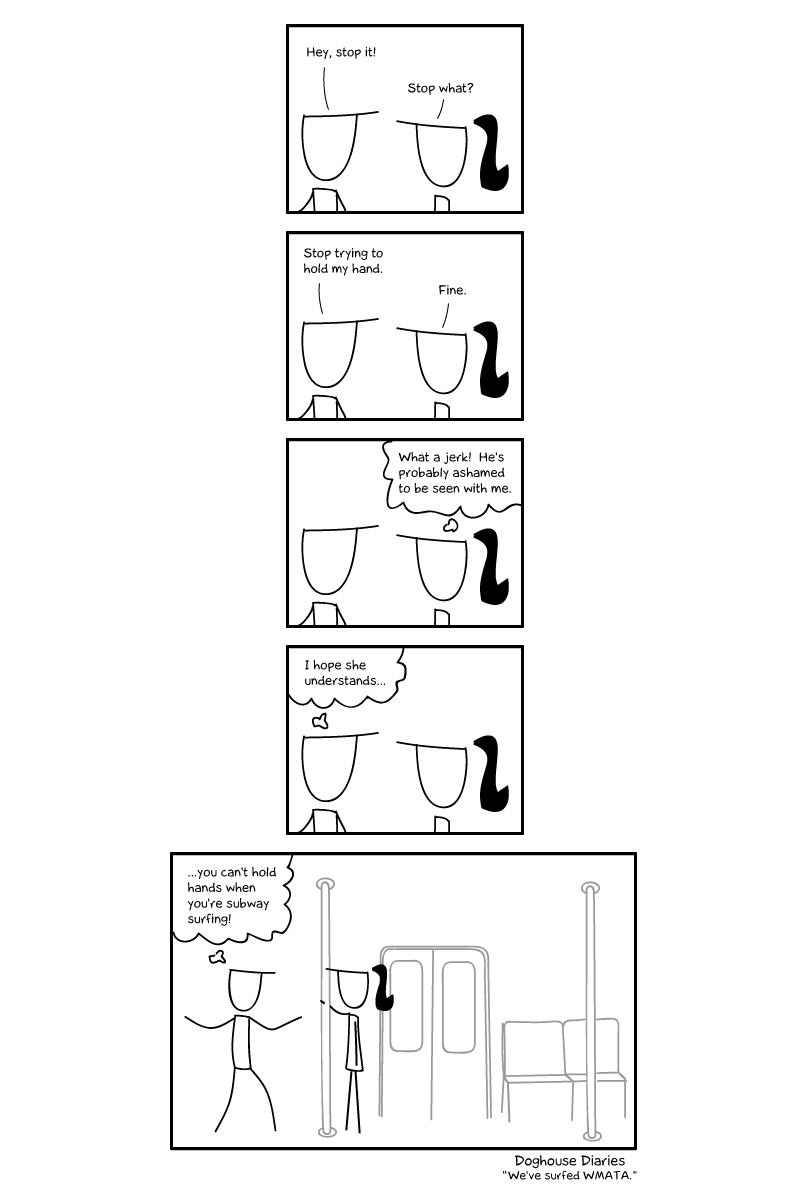 Hey, stop it!
Stop what?
Stop trying to
hold my hand.
Fine.
What a jerk! He's
probably ashamed
to be seen with me.
I hope she
understands...
...you can't hold
hands when
you're subway
surfing!
Doghouse Diaries
"We've surfed WMATA."